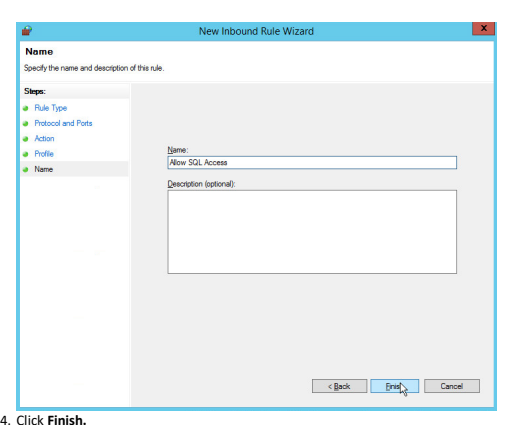 New Inbound Rule Wizard
x
Name
Specify the name and description of this rule.
Steps:
Rule Type
Protocol and Ports
Action
Profile
Name
Name:
Allow SQL Access
Description (optional):
< Back Finish Cancel
4. Click Finish.